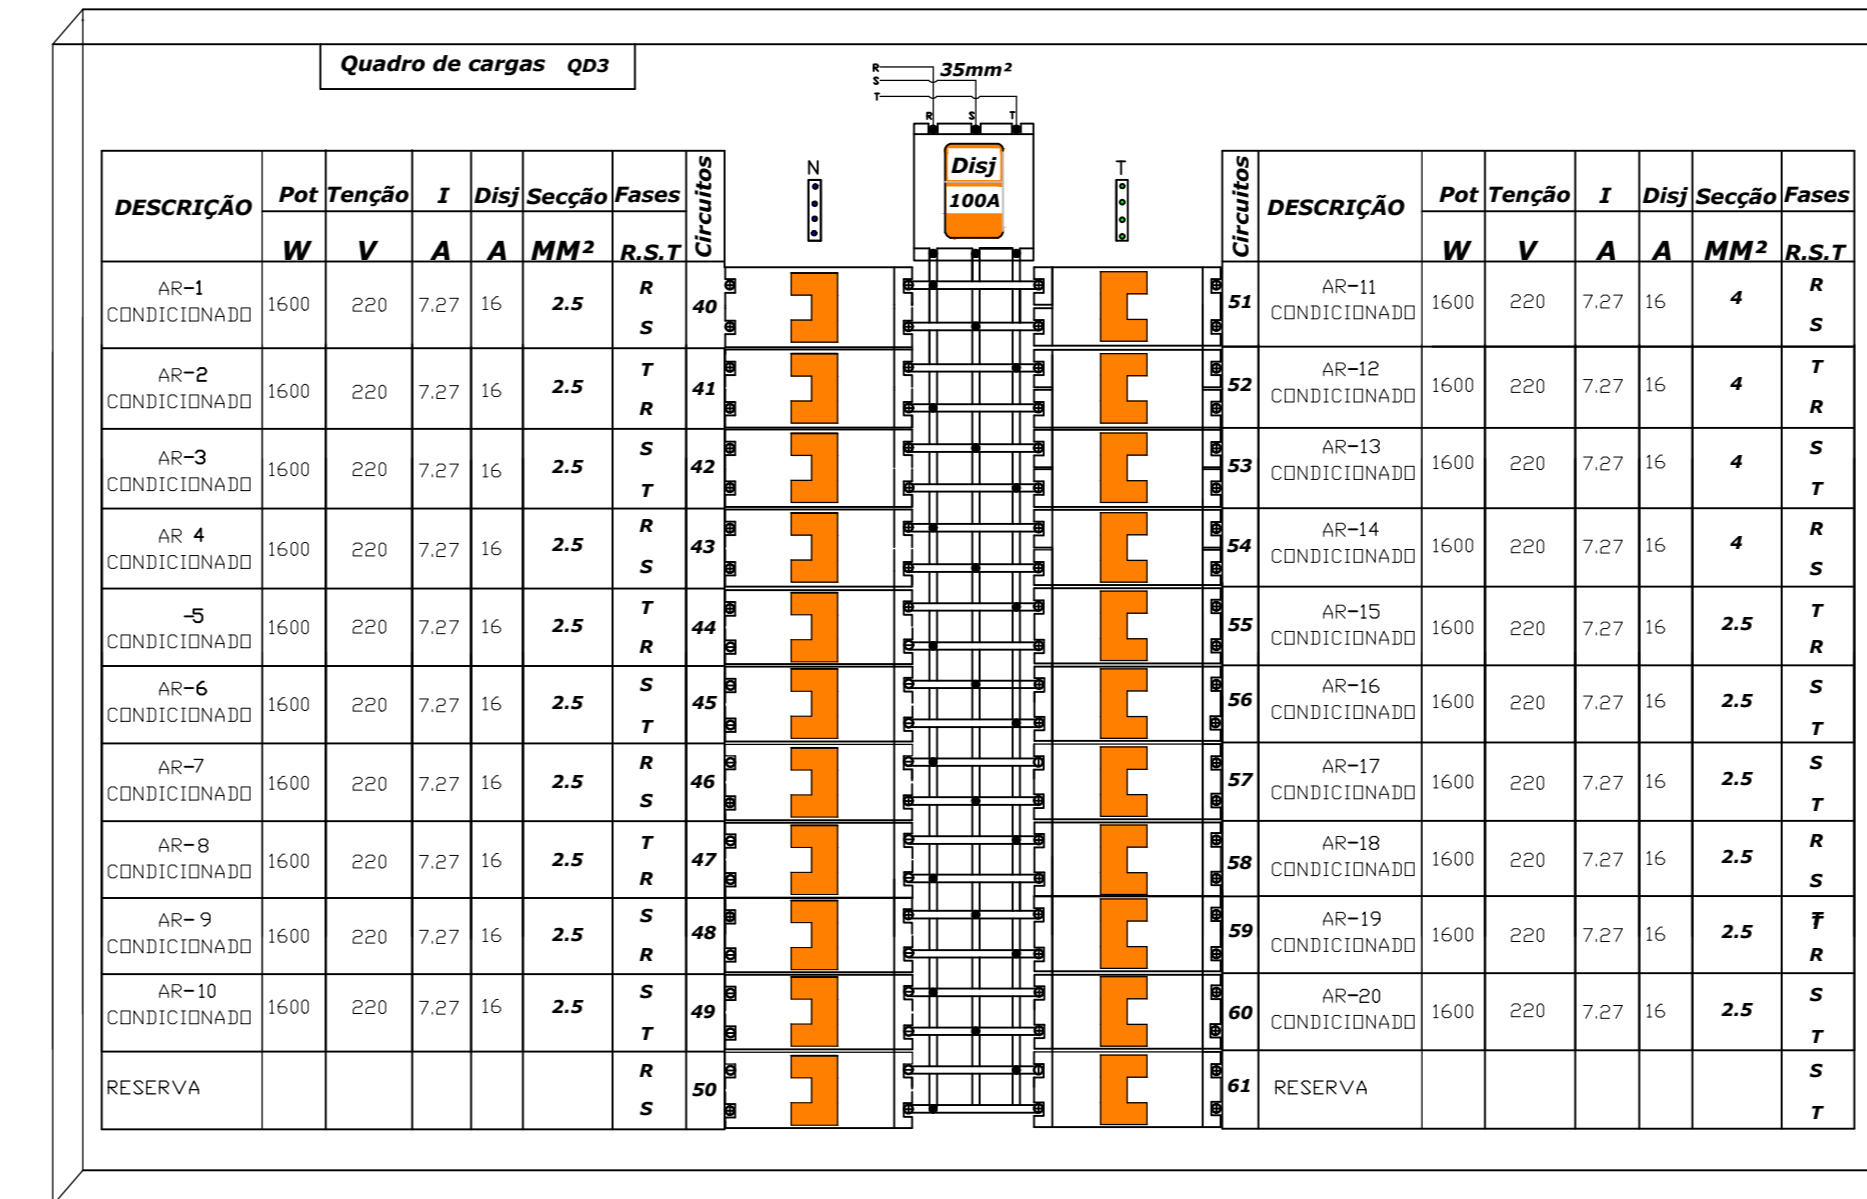 Quadro de cargas QD3
R 35mm²
S
T
R S T
Disj
100A
N
T
DESCRIÇÃO Pot Tenção I Disj Secção Fases Circuitos
W V A A MM² R.S.T
AR-1 CONDICIONADO 1600 220 7.27 16 2.5 R S 40
AR-2 CONDICIONADO 1600 220 7.27 16 2.5 T R 41
AR-3 CONDICIONADO 1600 220 7.27 16 2.5 S T 42
AR 4 CONDICIONADO 1600 220 7.27 16 2.5 R S 43
-5 CONDICIONADO 1600 220 7.27 16 2.5 T R 44
AR-6 CONDICIONADO 1600 220 7.27 16 2.5 S T 45
AR-7 CONDICIONADO 1600 220 7.27 16 2.5 R S 46
AR-8 CONDICIONADO 1600 220 7.27 16 2.5 T R 47
AR-9 CONDICIONADO 1600 220 7.27 16 2.5 S R 48
AR-10 CONDICIONADO 1600 220 7.27 16 2.5 S T 49
RESERVA R S 50
Circuitos DESCRIÇÃO Pot Tenção I Disj Secção Fases
W V A A MM² R.S.T
51 AR-11 CONDICIONADO 1600 220 7.27 16 4 R S
52 AR-12 CONDICIONADO 1600 220 7.27 16 4 T R
53 AR-13 CONDICIONADO 1600 220 7.27 16 4 S T
54 AR-14 CONDICIONADO 1600 220 7.27 16 4 R S
55 AR-15 CONDICIONADO 1600 220 7.27 16 2.5 T R
56 AR-16 CONDICIONADO 1600 220 7.27 16 2.5 S T
57 AR-17 CONDICIONADO 1600 220 7.27 16 2.5 S T
58 AR-18 CONDICIONADO 1600 220 7.27 16 2.5 R S
59 AR-19 CONDICIONADO 1600 220 7.27 16 2.5 T R
60 AR-20 CONDICIONADO 1600 220 7.27 16 2.5 S T
61 RESERVA S T